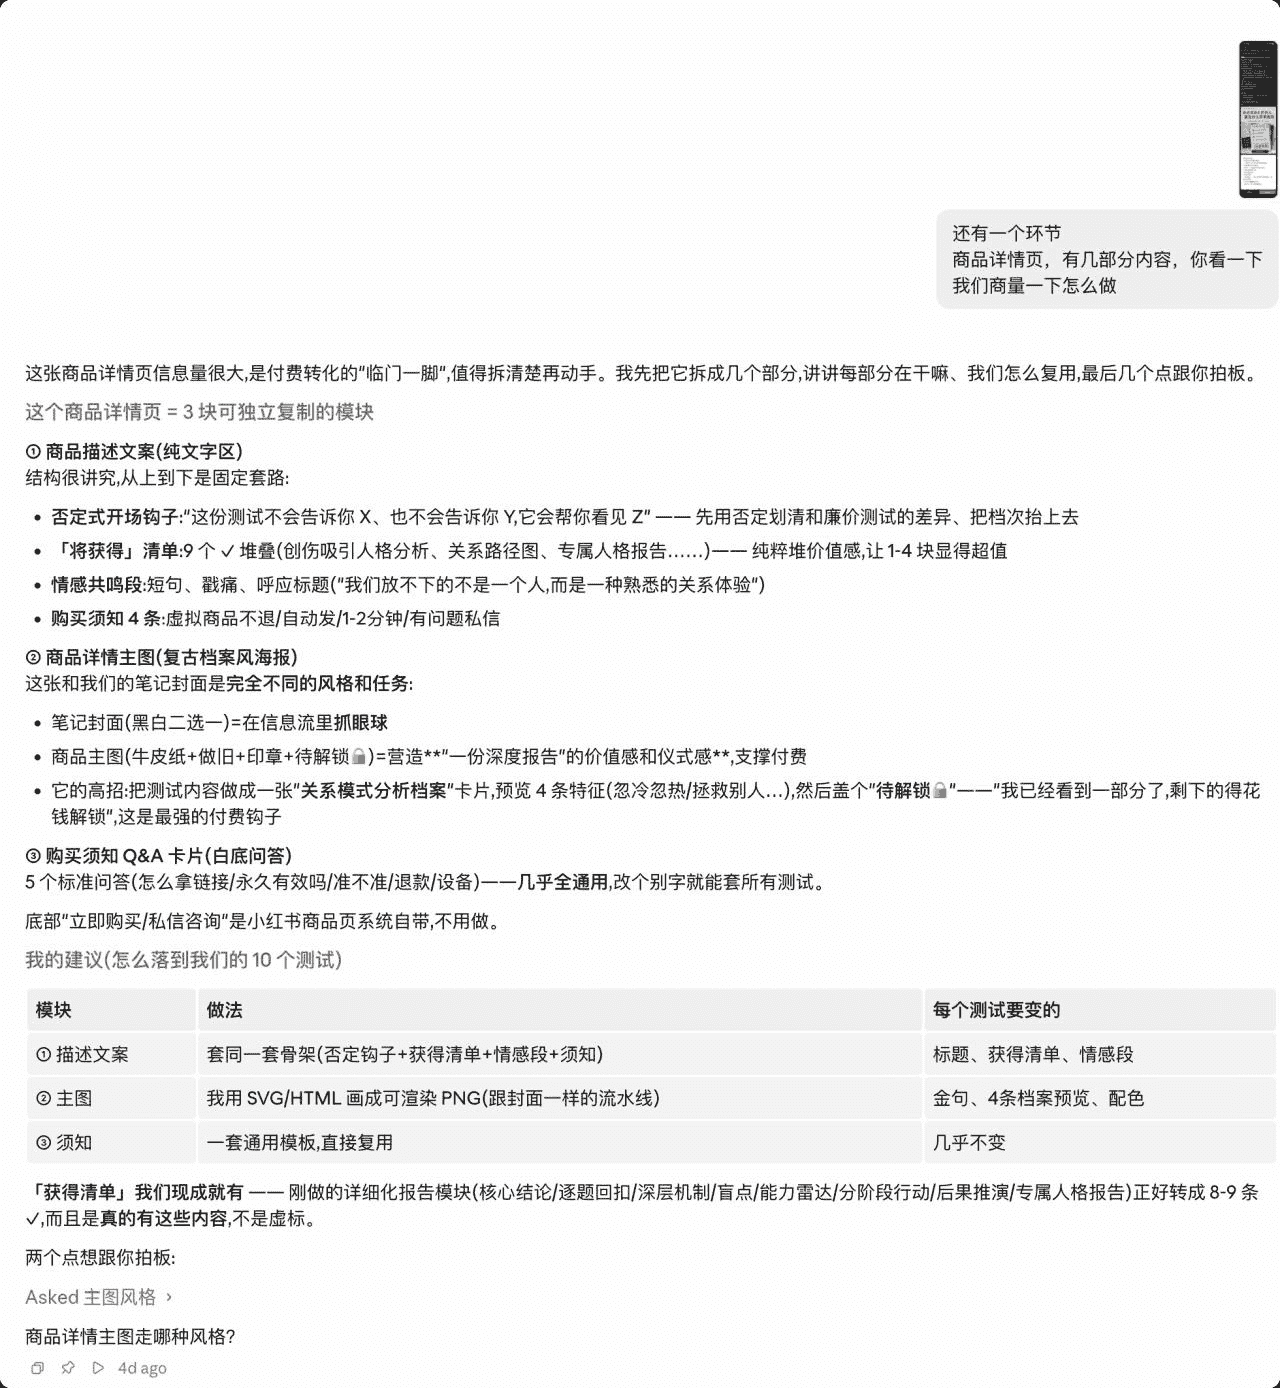 还有一个环节
商品详情页，有几部分内容，你看一下
我们商量一下怎么做
这张商品详情页信息量很大,是付费转化的"临门一脚",值得拆清楚再动手。我先把它拆成几个部分,讲讲每部分在干嘛、我们怎么复用,最后几个点跟你拍板。
这个商品详情页 = 3 块可独立复制的模块
① 商品描述文案(纯文字区)
结构很讲究,从上到下是固定套路:
• 否定式开场钩子:"这份测试不会告诉你 X、也不会告诉你 Y,它会帮你看见 Z" —— 先用否定划清和廉价测试的差异、把档次抬上去
• 「将获得」清单:9 个 ✓ 堆叠(创伤吸引人格分析、关系路径图、专属人格报告……)—— 纯粹堆价值感,让 1-4 块显得超值
• 情感共鸣段:短句、戳痛、呼应标题("我们放不下的不是一个人,而是一种熟悉的关系体验")
• 购买须知 4 条:虚拟商品不退/自动发/1-2分钟/有问题私信
② 商品详情主图(复古档案风海报)
这张和我们的笔记封面是完全不同的风格和任务:
• 笔记封面(黑白二选一)=在信息流里抓眼球
• 商品主图(牛皮纸+做旧+印章+待解锁🔒)=营造**"一份深度报告"的价值感和仪式感**,支撑付费
• 它的高招:把测试内容做成一张"关系模式分析档案"卡片,预览 4 条特征(忽冷忽热/拯救别人...),然后盖个"待解锁🔒"——"我已经看到一部分了,剩下的得花
钱解锁",这是最强的付费钩子
③ 购买须知 Q&A 卡片(白底问答)
5 个标准问答(怎么拿链接/永久有效吗/准不准/退款/设备)——几乎全通用,改个别字就能套所有测试。
底部"立即购买/私信咨询"是小红书商品页系统自带,不用做。
我的建议(怎么落到我们的 10 个测试)
模块 做法 每个测试要变的
① 描述文案 套同一套骨架(否定钩子+获得清单+情感段+须知) 标题、获得清单、情感段
② 主图 我用 SVG/HTML 画成可渲染 PNG(跟封面一样的流水线) 金句、4条档案预览、配色
③ 须知 一套通用模板,直接复用 几乎不变
「获得清单」我们现成就有 —— 刚做的详细化报告模块(核心结论/逐题回扣/深层机制/盲点/能力雷达/分阶段行动/后果推演/专属人格报告)正好转成 8-9 条
✓,而且是真的有这些内容,不是虚标。
两个点想跟你拍板:
Asked 主图风格 ›
商品详情主图走哪种风格?
4d ago